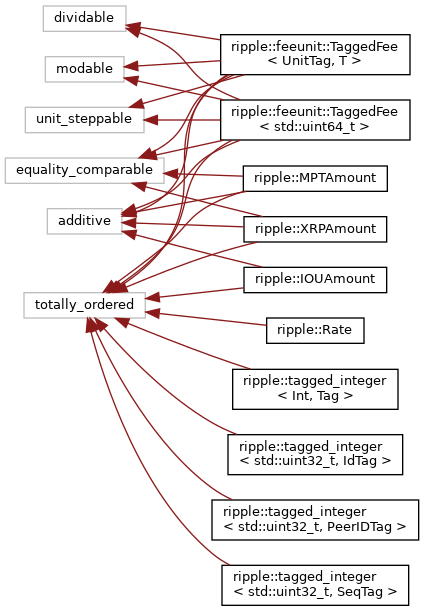 dividable
modable
unit_steppable
equality_comparable
additive
totally_ordered
ripple::feeunit::TaggedFee
< UnitTag, T >
ripple::feeunit::TaggedFee
< std::uint64_t >
ripple::MPTAmount
ripple::XRPAmount
ripple::IOUAmount
ripple::Rate
ripple::tagged_integer
< Int, Tag >
ripple::tagged_integer
< std::uint32_t, IdTag >
ripple::tagged_integer
< std::uint32_t, PeerIDTag >
ripple::tagged_integer
< std::uint32_t, SeqTag >